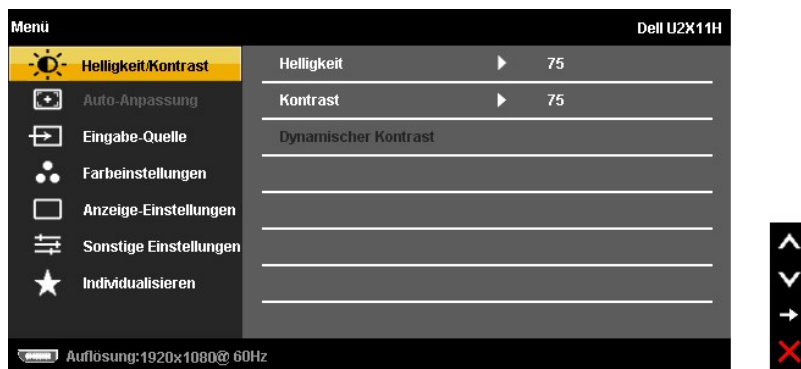 Menü Dell U2X11H
Helligkeit/Kontrast
Helligkeit 75
Auto-Anpassung
Kontrast 75
Eingabe-Quelle
Dynamischer Kontrast
Farbeinstellungen
Anzeige-Einstellungen
Sonstige Einstellungen
Individualisieren
Auflösung:1920x1080@ 60Hz